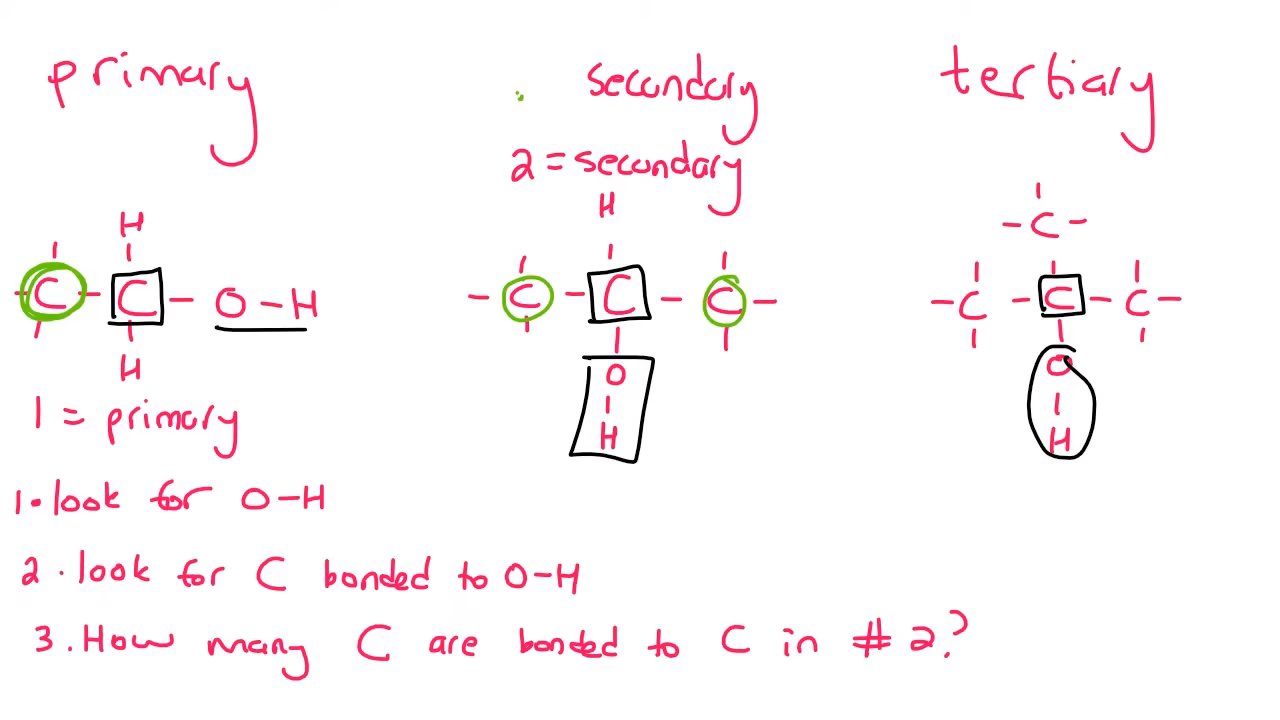 primary secondary tertiary
2 = secondary
H H
- C -
C - C - O - H
- C - C - C -
- C - C - C -
H O O
H H
1 = primary
1. look for O-H
2. look for C bonded to O-H
3. How many C are bonded to C in # 2?